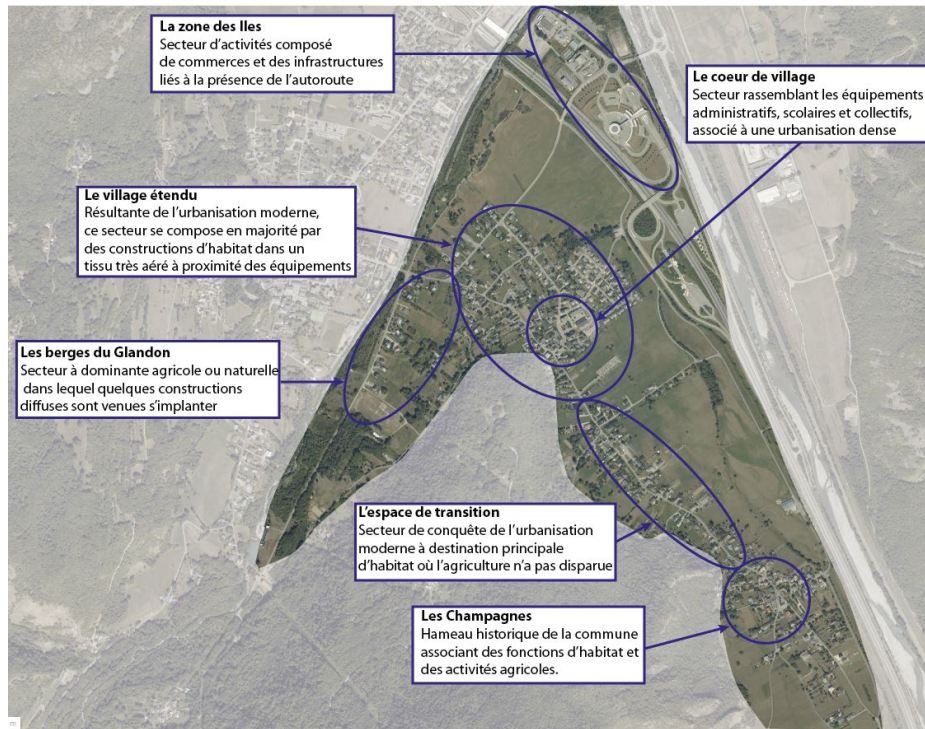 La zone des Iles
Secteur d'activités composé
de commerces et des infrastructures
liés à la présence de l'autoroute
Le coeur de village
Secteur rassemblant les équipements
administratifs, scolaires et collectifs,
associé à une urbanisation dense
Le village étendu
Résultante de l'urbanisation moderne,
ce secteur se compose en majorité par
des constructions d'habitat dans un
tissu très aéré à proximité des équipements
Les berges du Glandon
Secteur à dominante agricole ou naturelle
dans lequel quelques constructions
diffuses sont venues s'implanter
L'espace de transition
Secteur de conquête de l'urbanisation
moderne à destination principale
d'habitat où l'agriculture n'a pas disparue
Les Champagnes
Hameau historique de la commune
associant des fonctions d'habitat et
des activités agricoles.